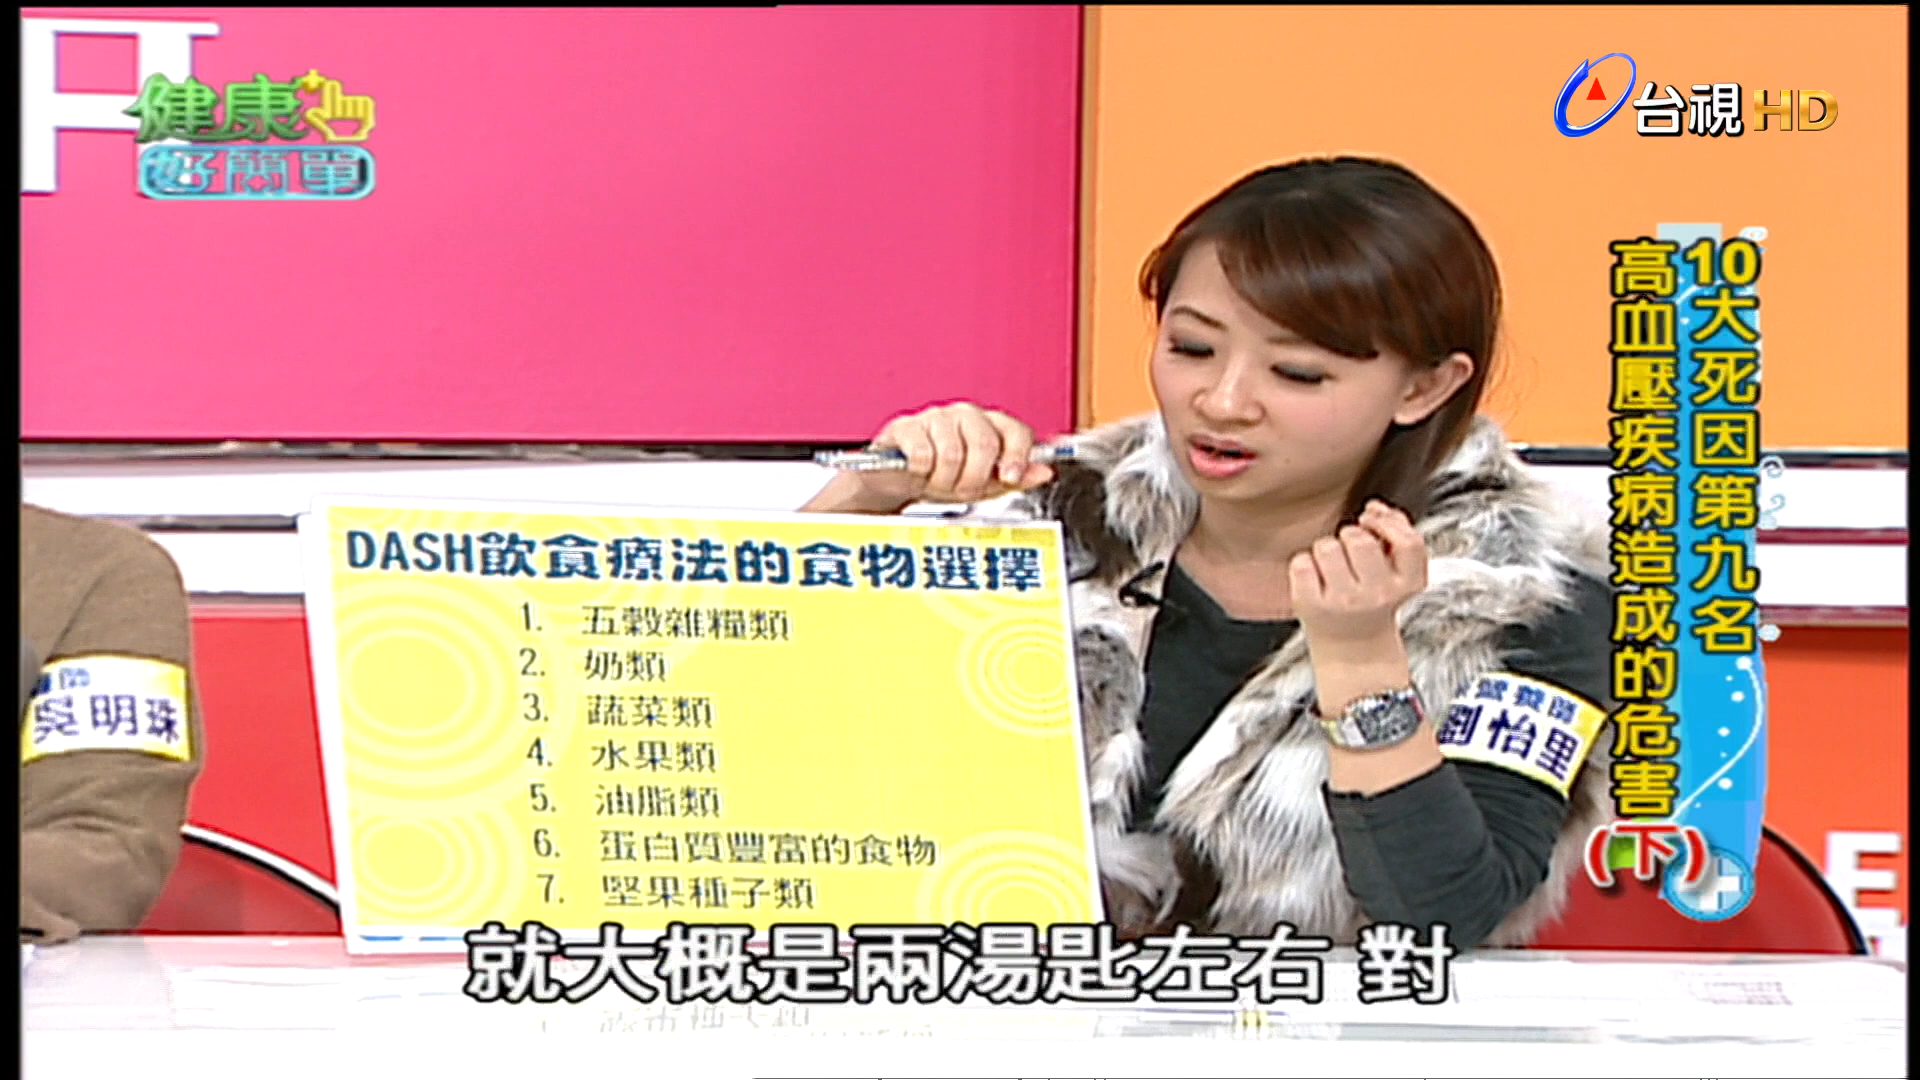 健康
好簡單
台視HD
10大死因第九名
高血壓疾病造成的危害
(下)
DASH飲食療法的食物選擇
1. 五穀雜糧類
2. 奶類
3. 蔬菜類
4. 水果類
5. 油脂類
6. 蛋白質豐富的食物
7. 堅果種子類
吳明珠
營養師
劉怡里
就大概是兩湯匙左右 對
E